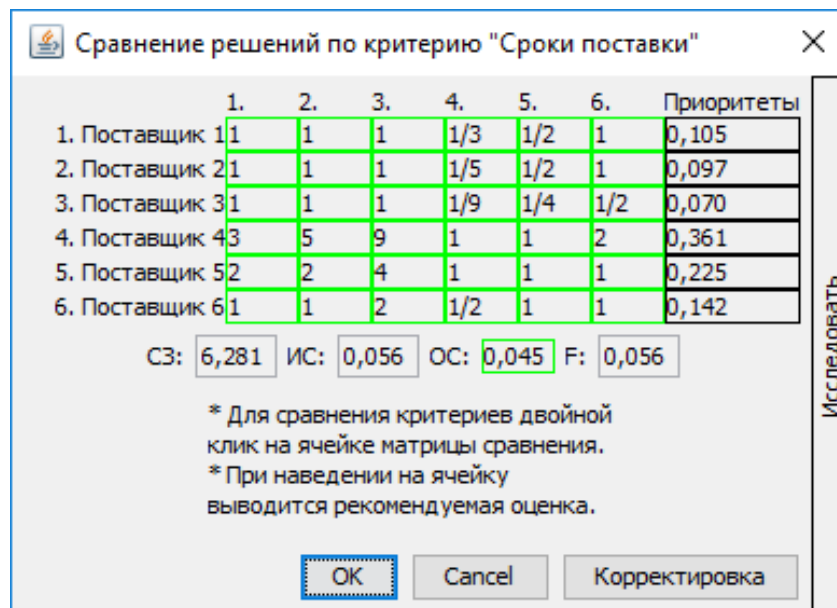 Сравнение решений по критерию "Сроки поставки"
1. 2. 3. 4. 5. 6. Приоритеты
1. Поставщик 1 1 1 1 1/3 1/2 1 0,105
2. Поставщик 2 1 1 1 1/5 1/2 1 0,097
3. Поставщик 3 1 1 1 1/9 1/4 1/2 0,070
4. Поставщик 4 3 5 9 1 1 2 0,361
5. Поставщик 5 2 2 4 1 1 1 0,225
6. Поставщик 6 1 1 2 1/2 1 1 0,142
СЗ: 6,281 ИС: 0,056 ОС: 0,045 F: 0,056
* Для сравнения критериев двойной
клик на ячейке матрицы сравнения.
* При наведении на ячейку
выводится рекомендуемая оценка.
OK Cancel Корректировка
Исследовать